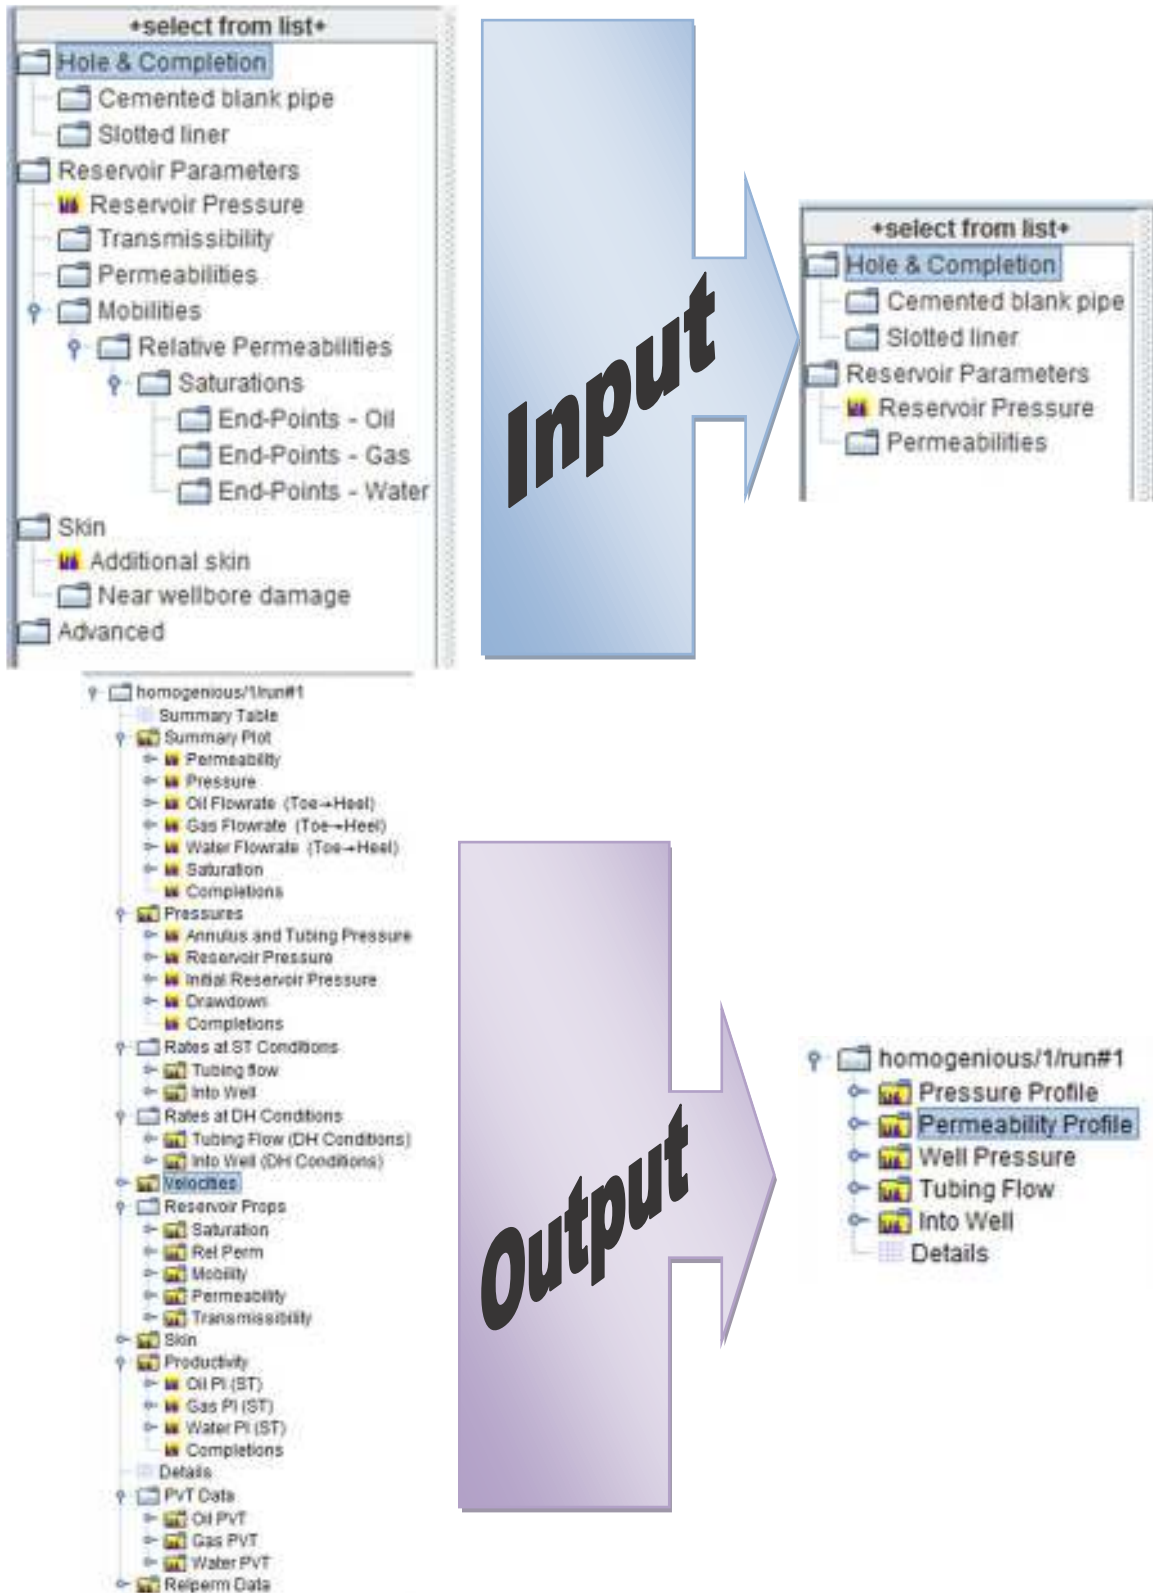 +select from list+
Hole & Completion
Cemented blank pipe
Slotted liner
Reservoir Parameters
Reservoir Pressure
Transmissibility
Permeabilities
Mobilities
Relative Permeabilities
Saturations
End-Points - Oil
End-Points - Gas
End-Points - Water
Skin
Additional skin
Near wellbore damage
Advanced
Input
+select from list+
Hole & Completion
Cemented blank pipe
Slotted liner
Reservoir Parameters
Reservoir Pressure
Permeabilities
homogenious/1/run#1
Summary Table
Summary Plot
Permeability
Pressure
Oil Flowrate (Toe→Heel)
Gas Flowrate (Toe→Heel)
Water Flowrate (Toe→Heel)
Saturation
Completions
Pressures
Annulus and Tubing Pressure
Reservoir Pressure
Initial Reservoir Pressure
Drawdown
Completions
Rates at ST Conditions
Tubing flow
Into Well
Rates at DH Conditions
Tubing Flow (DH Conditions)
Into Well (DH Conditions)
Velocities
Reservoir Props
Saturation
Rel Perm
Mobility
Permeability
Transmissibility
Skin
Productivity
Oil PI (ST)
Gas PI (ST)
Water PI (ST)
Completions
Details
PVT Data
Oil PVT
Gas PVT
Water PVT
Relperm Data
Output
homogenious/1/run#1
Pressure Profile
Permeability Profile
Well Pressure
Tubing Flow
Into Well
Details